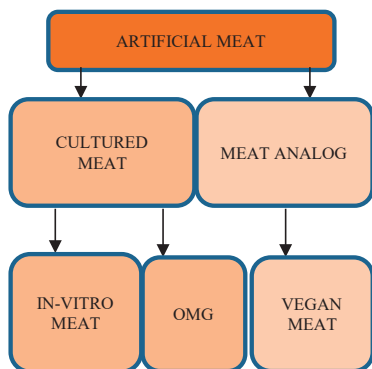 ARTIFICIAL MEAT
CULTURED
MEAT
MEAT ANALOG
IN-VITRO
MEAT
OMG
VEGAN
MEAT